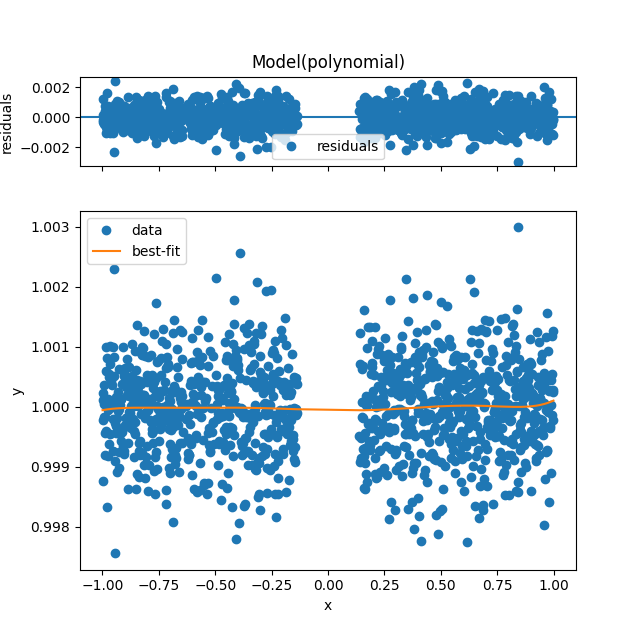 Model(polynomial)
0.002
0.000
−0.002
residuals
residuals
1.003
1.002
1.001
1.000
0.999
0.998
y
data
best-fit
−1.00 −0.75 −0.50 −0.25 0.00 0.25 0.50 0.75 1.00
x